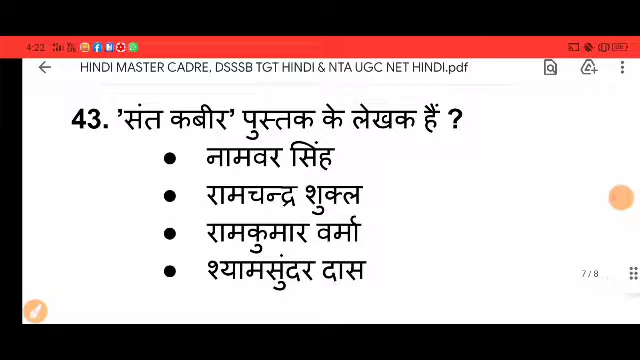 4:22
HINDI MASTER CADRE, DSSSB TGT HINDI & NTA UGC NET HINDI.pdf
43. ’संत कबीर’ पुस्तक के लेखक हैं ?
● नामवर सिंह
● रामचन्द्र शुक्ल
● रामकुमार वर्मा
● श्यामसुंदर दास
7 / 8